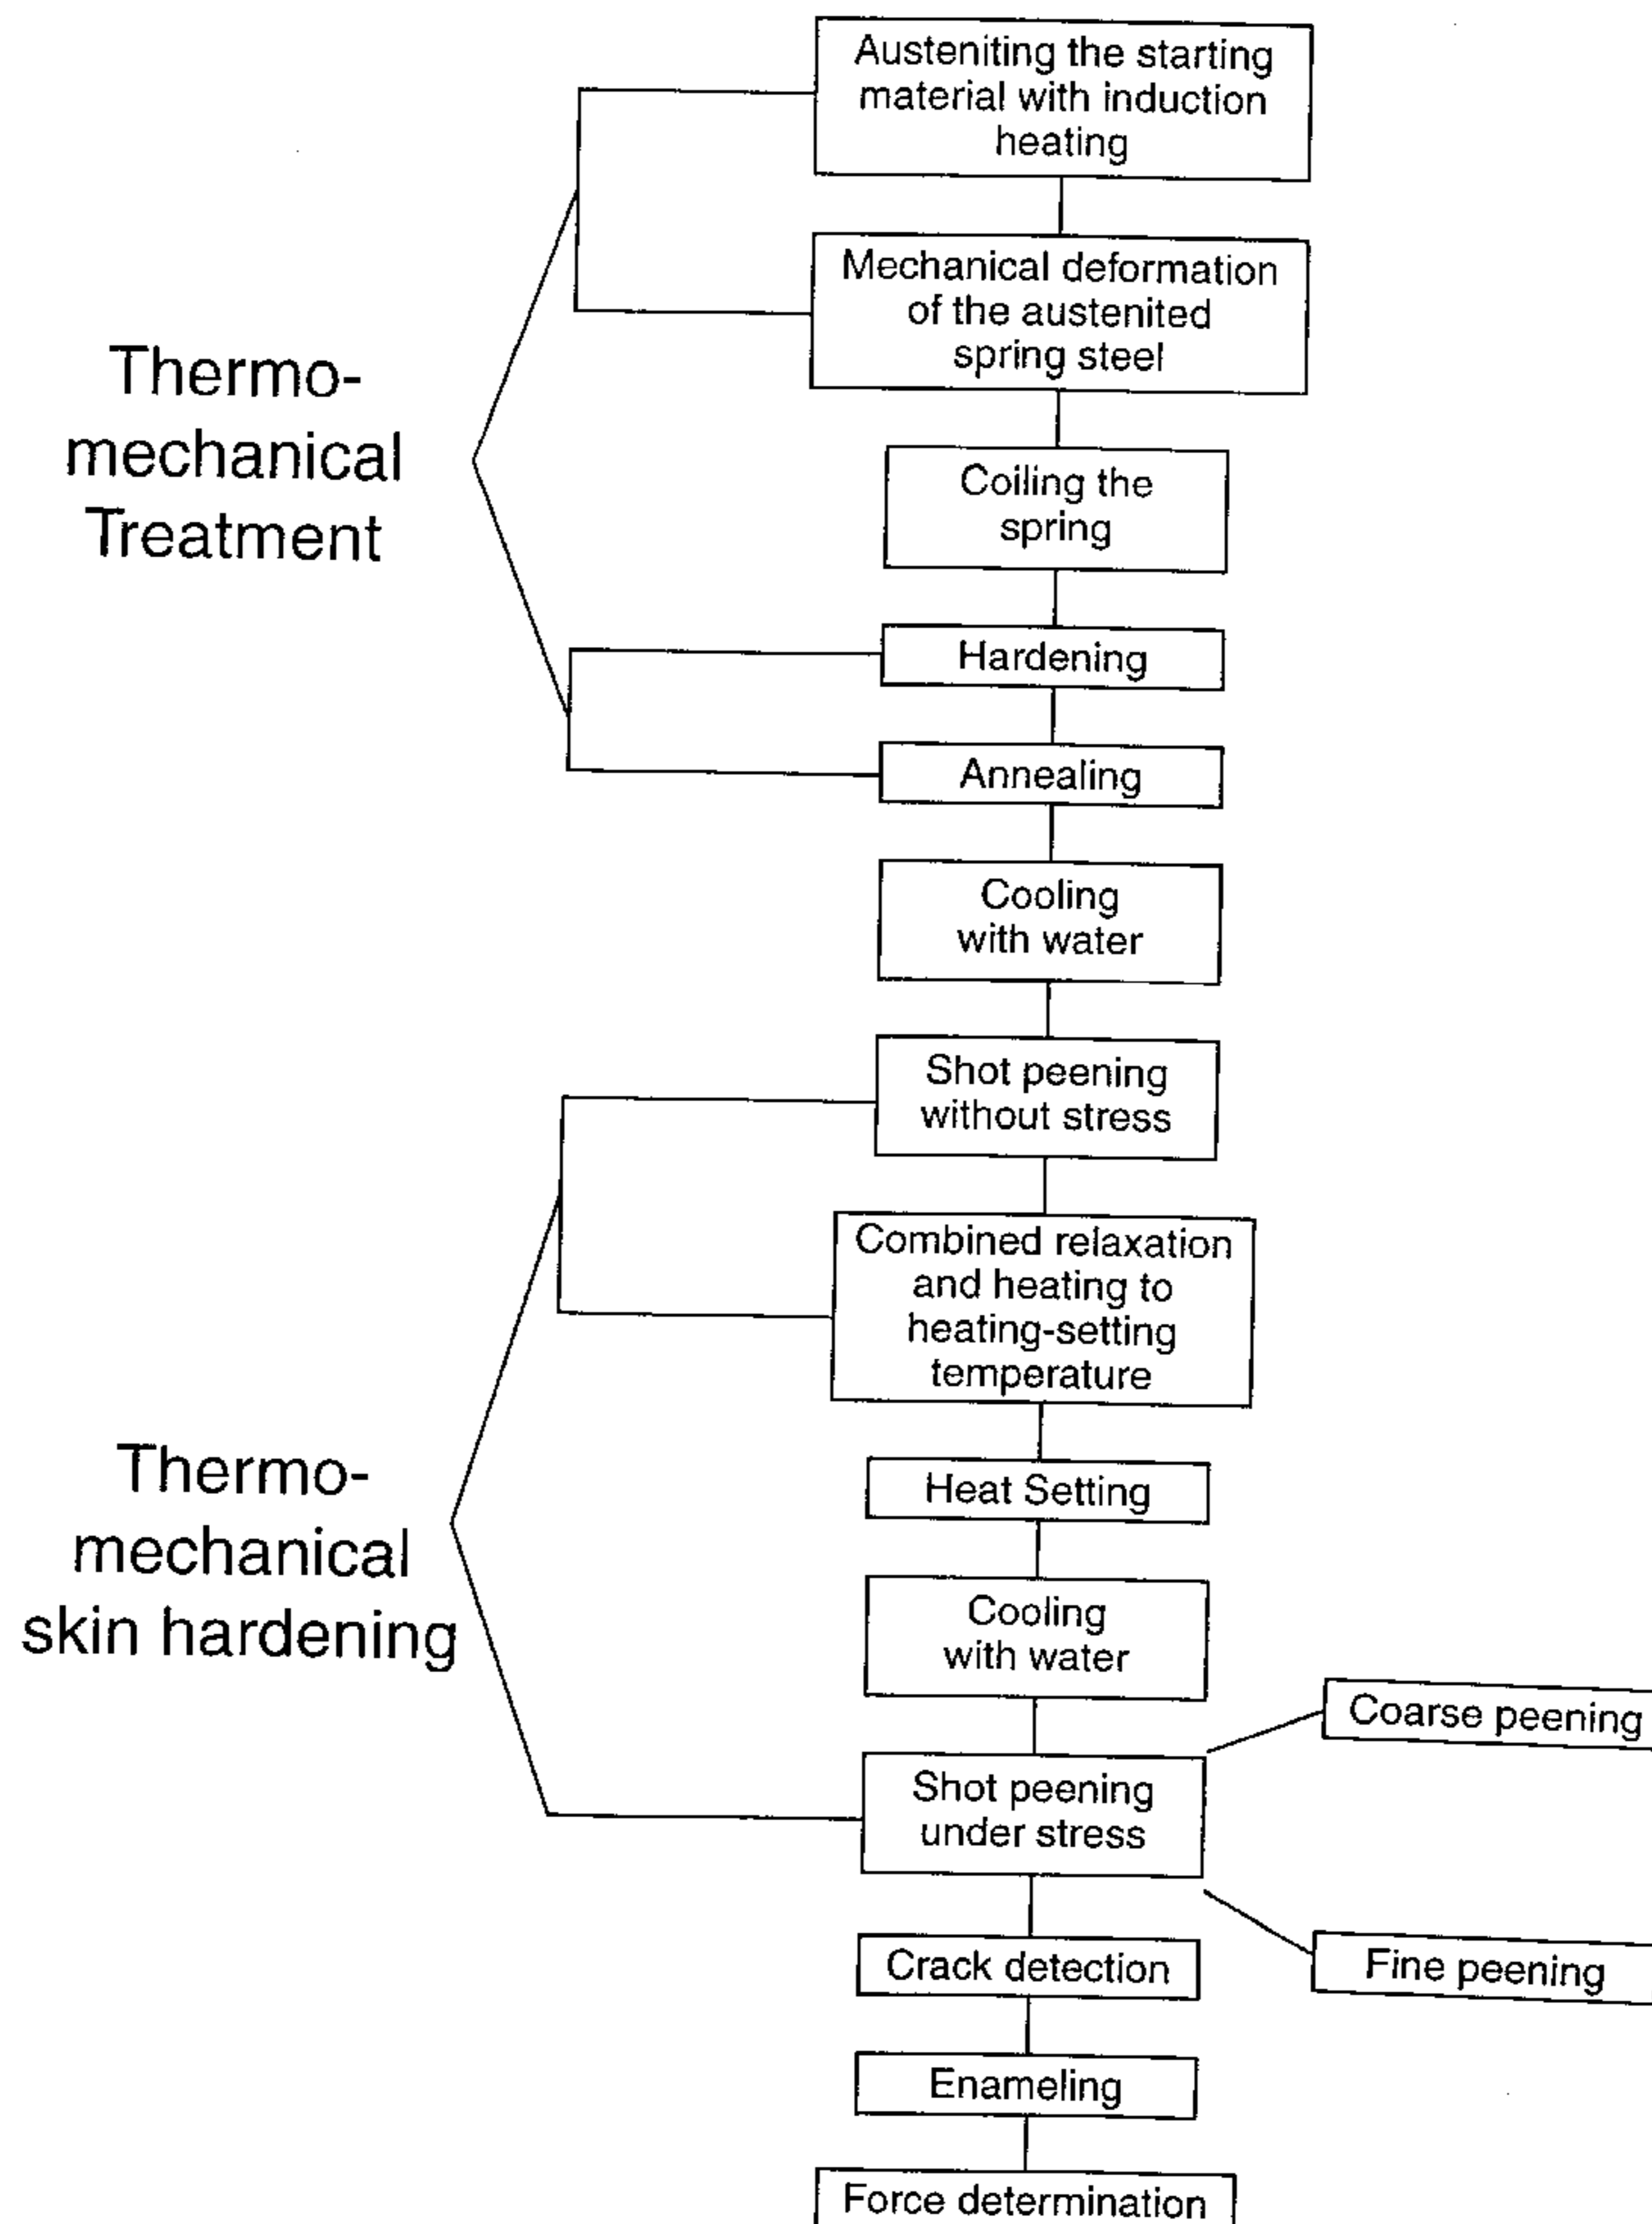 Austeniting the starting
material with induction
heating
Mechanical deformation
of the austenited
spring steel
Thermo-
mechanical
Treatment
Coiling the
spring
Hardening
Annealing
Cooling
with water
Shot peening
without stress
Combined relaxation
and heating to
heating-setting
temperature
Thermo-
mechanical
skin hardening
Heat Setting
Cooling
with water
Coarse peening
Shot peening
under stress
Crack detection
Fine peening
Enameling
Force determination